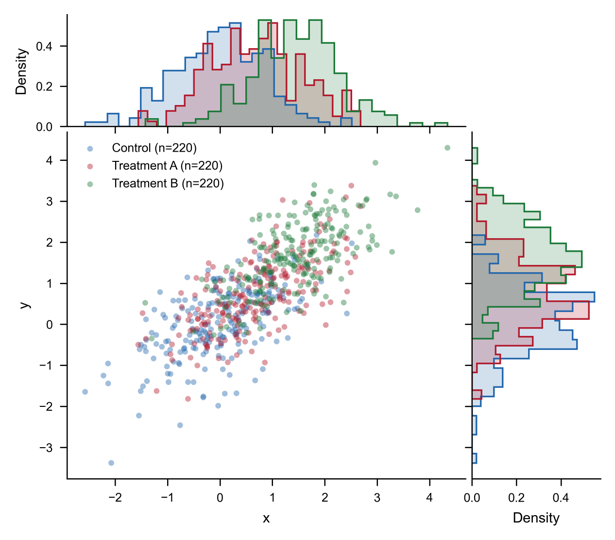 Density
0.4
0.2
0.0
Control (n=220)
Treatment A (n=220)
Treatment B (n=220)
y
4
3
2
1
0
−1
−2
−3
−2 −1 0 1 2 3 4
x
0.0 0.2 0.4
Density